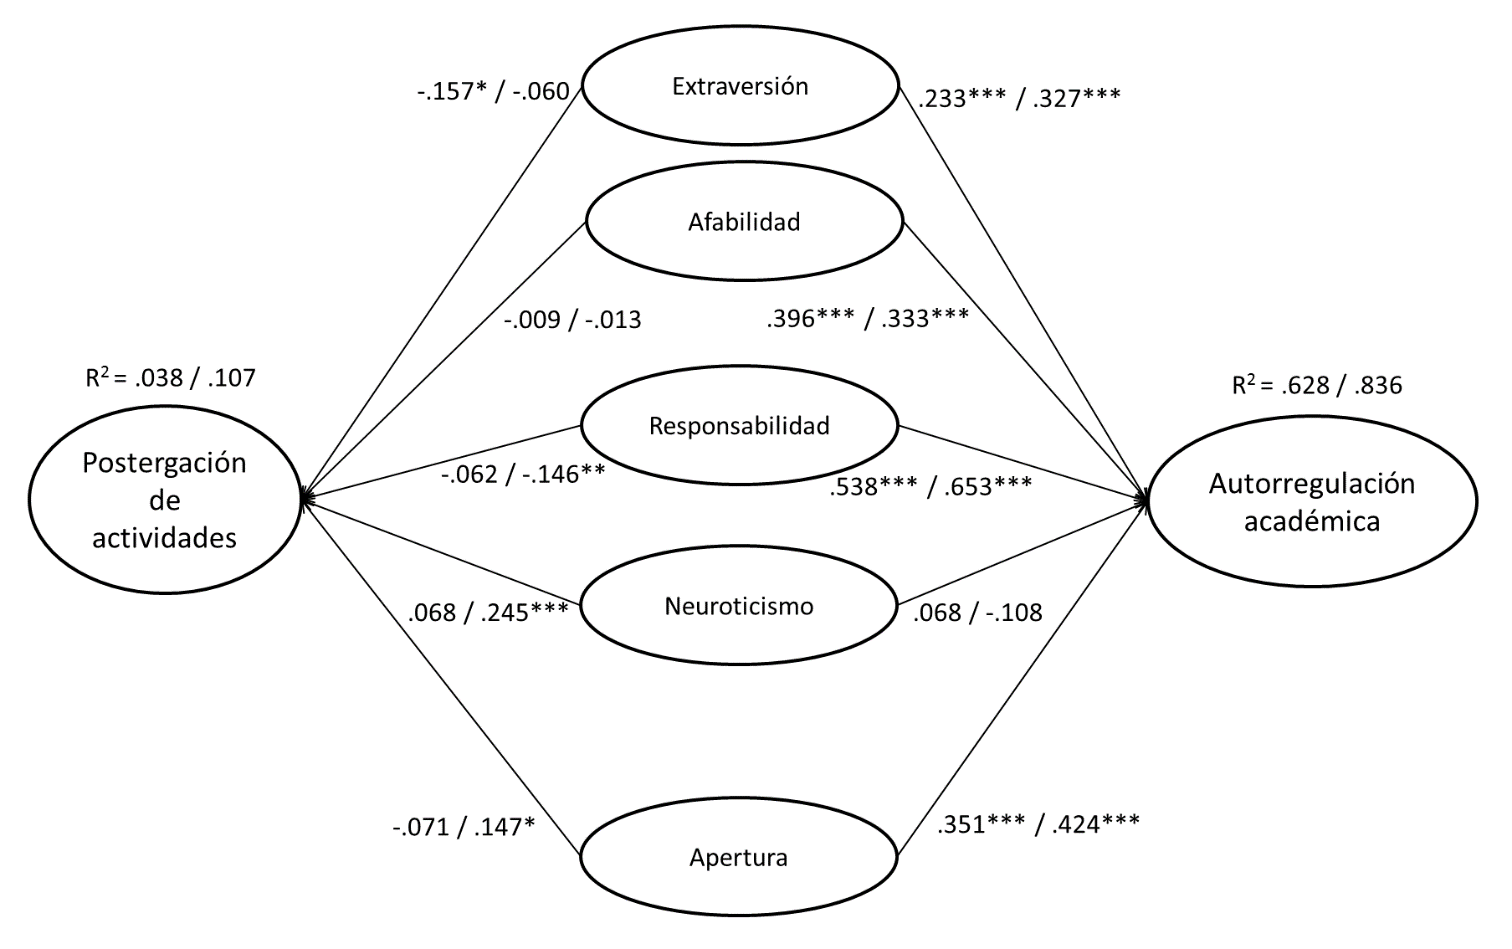 Extraversión
-.157* / -.060
.233*** / .327***
Afabilidad
-.009 / -.013
.396*** / .333***
R² = .038 / .107
R² = .628 / .836
Responsabilidad
-.062 / -.146**
.538*** / .653***
Postergación
de
actividades
Autorregulación
académica
Neuroticismo
.068 / .245***
.068 / -.108
-.071 / .147*
.351*** / .424***
Apertura